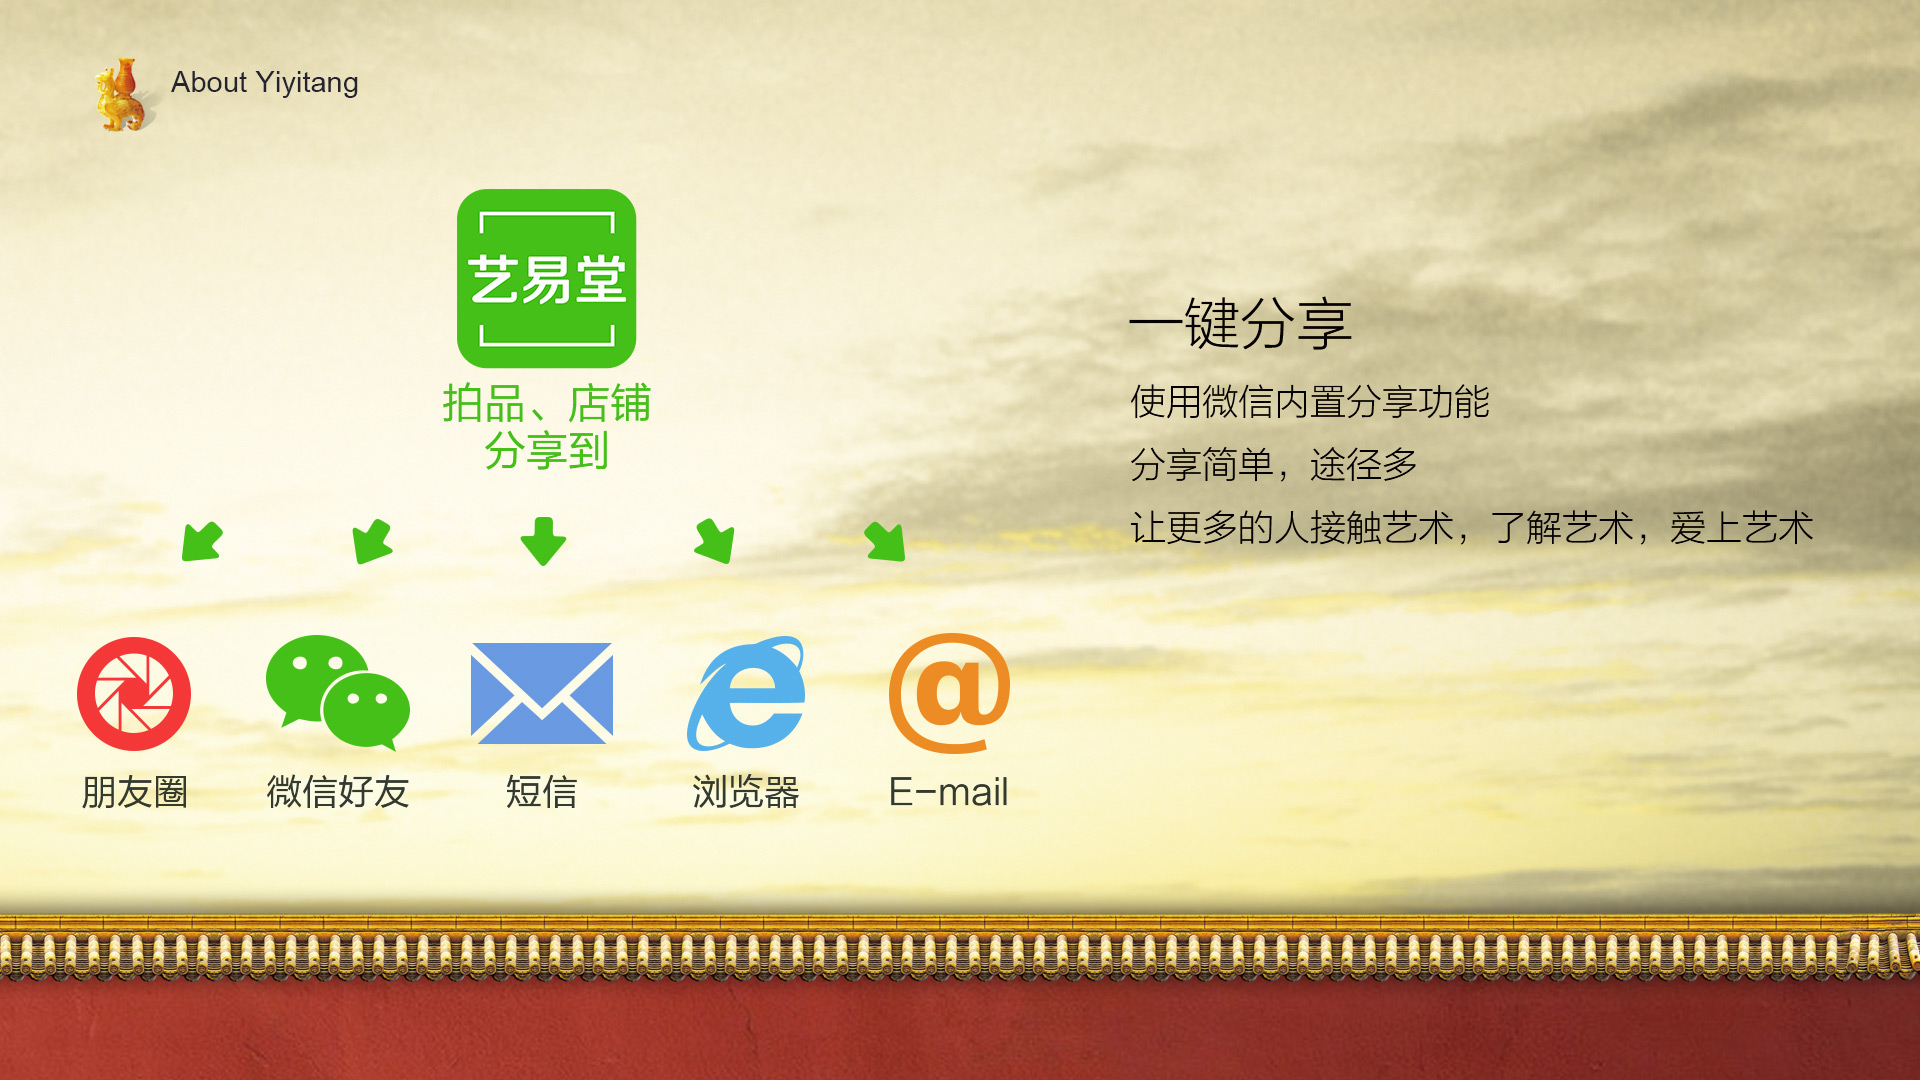 About Yiyitang
艺易堂
拍品、店铺
分享到
朋友圈
微信好友
短信
浏览器
E-mail
一键分享
使用微信内置分享功能
分享简单，途径多
让更多的人接触艺术，了解艺术，爱上艺术